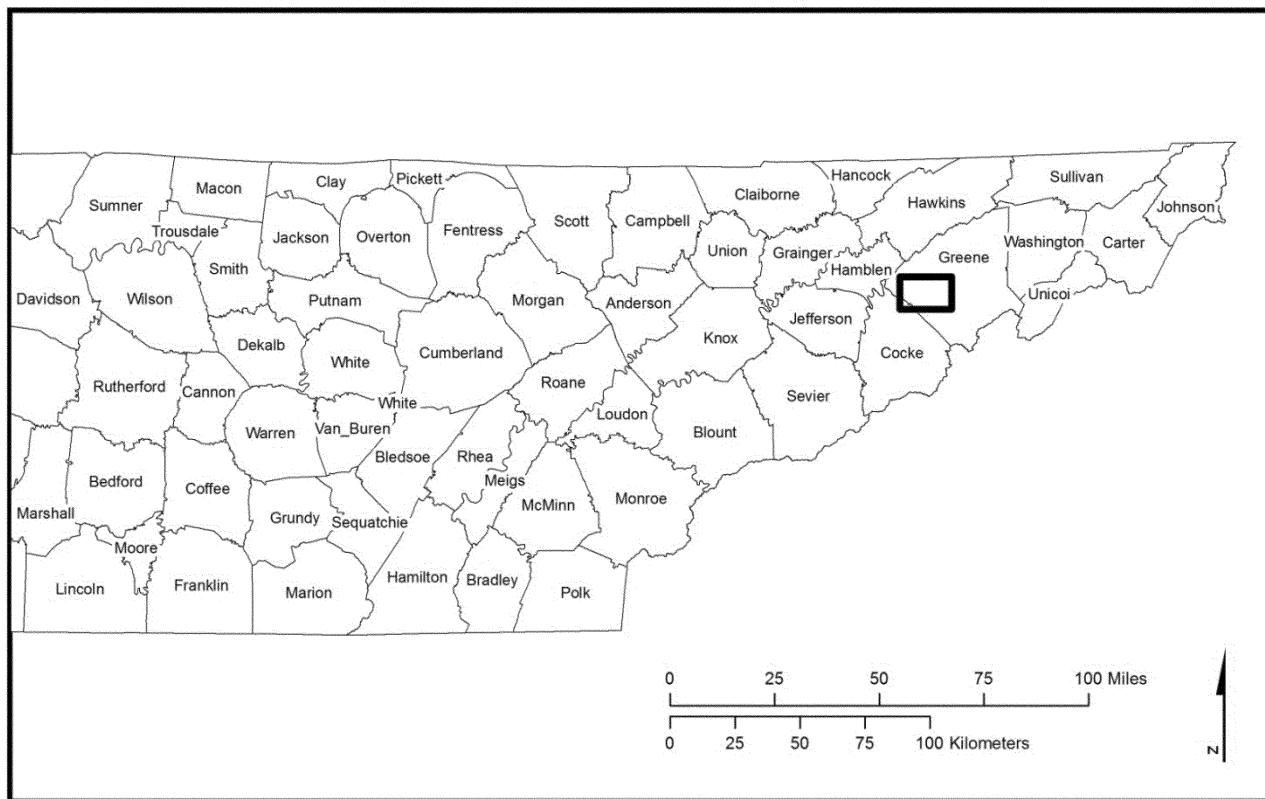 Pickett
Clay
Macon
Hancock
Claiborne
Sullivan
Sumner
Scott
Campbell
Hawkins
Johnson
Trousdale
Jackson
Overton
Fentress
Union
Grainger
Washington
Carter
Smith
Hamblen
Greene
Davidson
Wilson
Putnam
Morgan
Anderson
Unicoi
Jefferson
Dekalb
White
Cumberland
Knox
Cocke
Rutherford
Cannon
Roane
Sevier
White
Loudon
Warren
Van_Buren
Blount
Bledsoe
Rhea
Bedford
Coffee
Meigs
McMinn
Monroe
Marshall
Grundy
Sequatchie
Moore
Lincoln
Franklin
Marion
Hamilton
Bradley
Polk
0 25 50 75 100 Miles
0 25 50 75 100 Kilometers
N